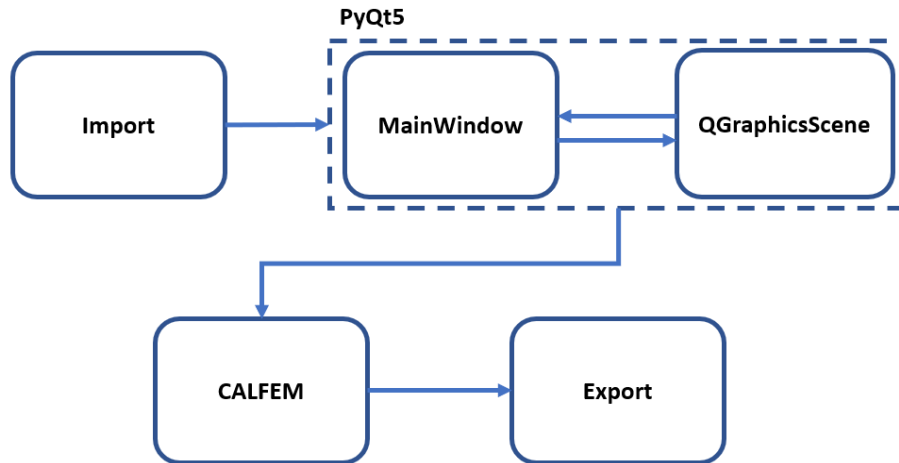 PyQt5
Import
MainWindow
QGraphicsScene
CALFEM
Export